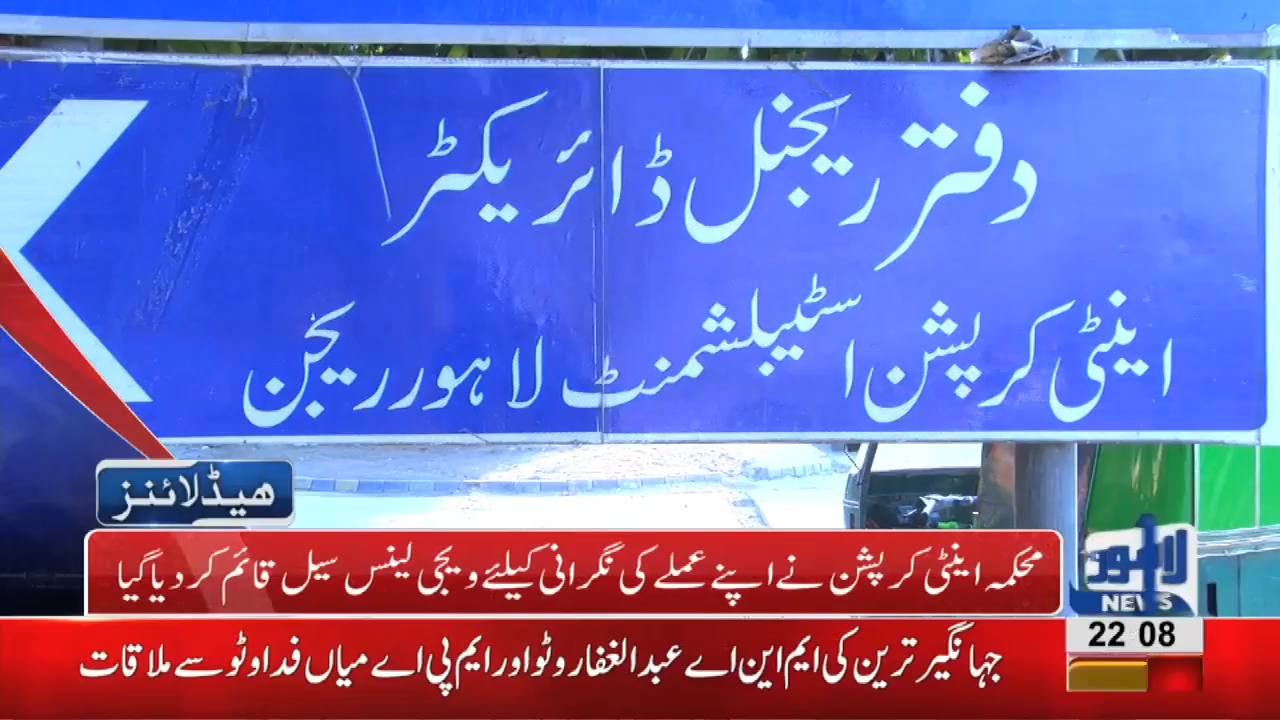 دفتر ریجنل ڈائریکٹر
اینٹی کرپشن اسٹیبلشمنٹ لاہور ریجن
ہیڈلائنز
محکمہ اینٹی کرپشن نے اپنے عملے کی نگرانی کیلئے ویجی لینس سیل قائم کر دیا گیا
لاہور
NEWS
22 08
جہانگیر ترین کی ایم این اے عبدالغفار وٹو اور ایم پی اے میاں فدا وٹو سے ملاقات